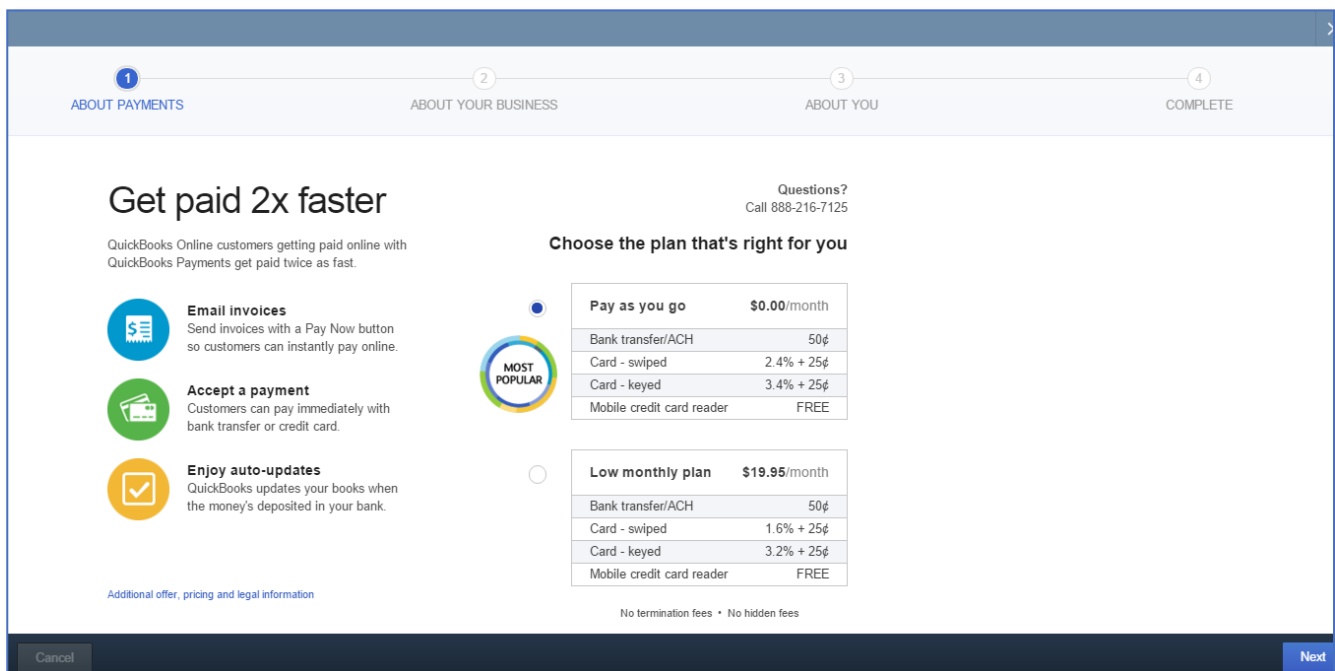 1
2
3
4
ABOUT PAYMENTS
ABOUT YOUR BUSINESS
ABOUT YOU
COMPLETE
Get paid 2x faster
QuickBooks Online customers getting paid online with
QuickBooks Payments get paid twice as fast.
Email invoices
Send invoices with a Pay Now button
so customers can instantly pay online.
Accept a payment
Customers can pay immediately with
bank transfer or credit card.
Enjoy auto-updates
QuickBooks updates your books when
the money's deposited in your bank.
Additional offer, pricing and legal information
Questions?
Call 888-216-7125
Choose the plan that's right for you
MOST
POPULAR
Pay as you go $0.00/month
Bank transfer/ACH 50¢
Card - swiped 2.4% + 25¢
Card - keyed 3.4% + 25¢
Mobile credit card reader FREE
Low monthly plan $19.95/month
Bank transfer/ACH 50¢
Card - swiped 1.6% + 25¢
Card - keyed 3.2% + 25¢
Mobile credit card reader FREE
No termination fees • No hidden fees
Cancel
Next